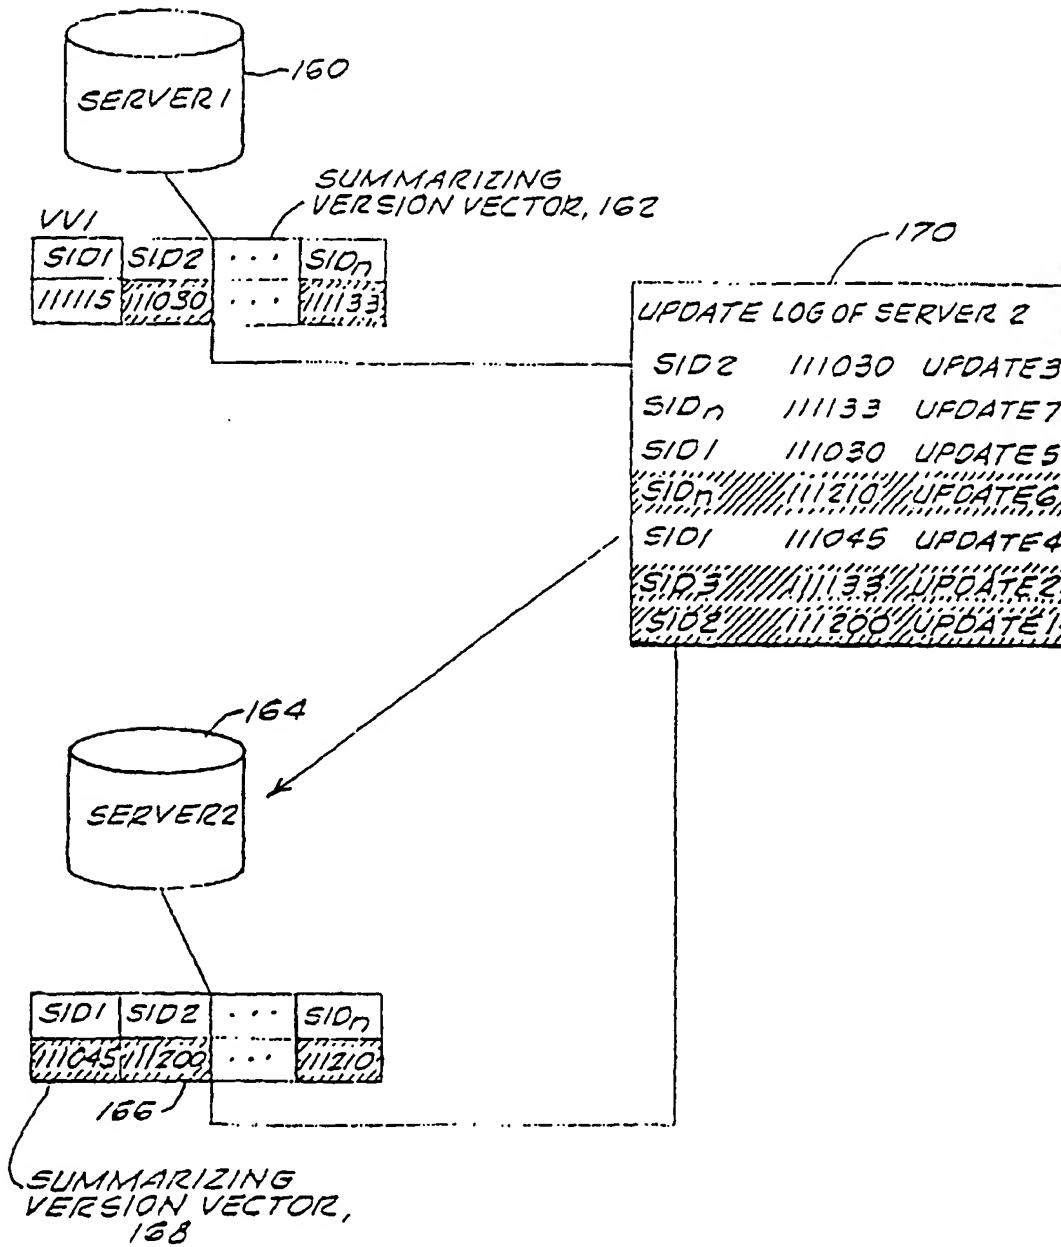 160
SERVER 1
SUMMARIZING
VERSION VECTOR, 162
VV1
SID1 SID2 ... SIDn
111115 111030 ... 111133
170
UPDATE LOG OF SERVER 2
SID2 111030 UPDATE3
SIDn 111133 UPDATE7
SID1 111030 UPDATE5
SIDn 111210 UPDATE6
SID1 111045 UPDATE4
SID3 111133 UPDATE2
SID2 111200 UPDATE1
164
SERVER2
SID1 SID2 ... SIDn
111045 111200 ... 111210
166
SUMMARIZING
VERSION VECTOR,
168